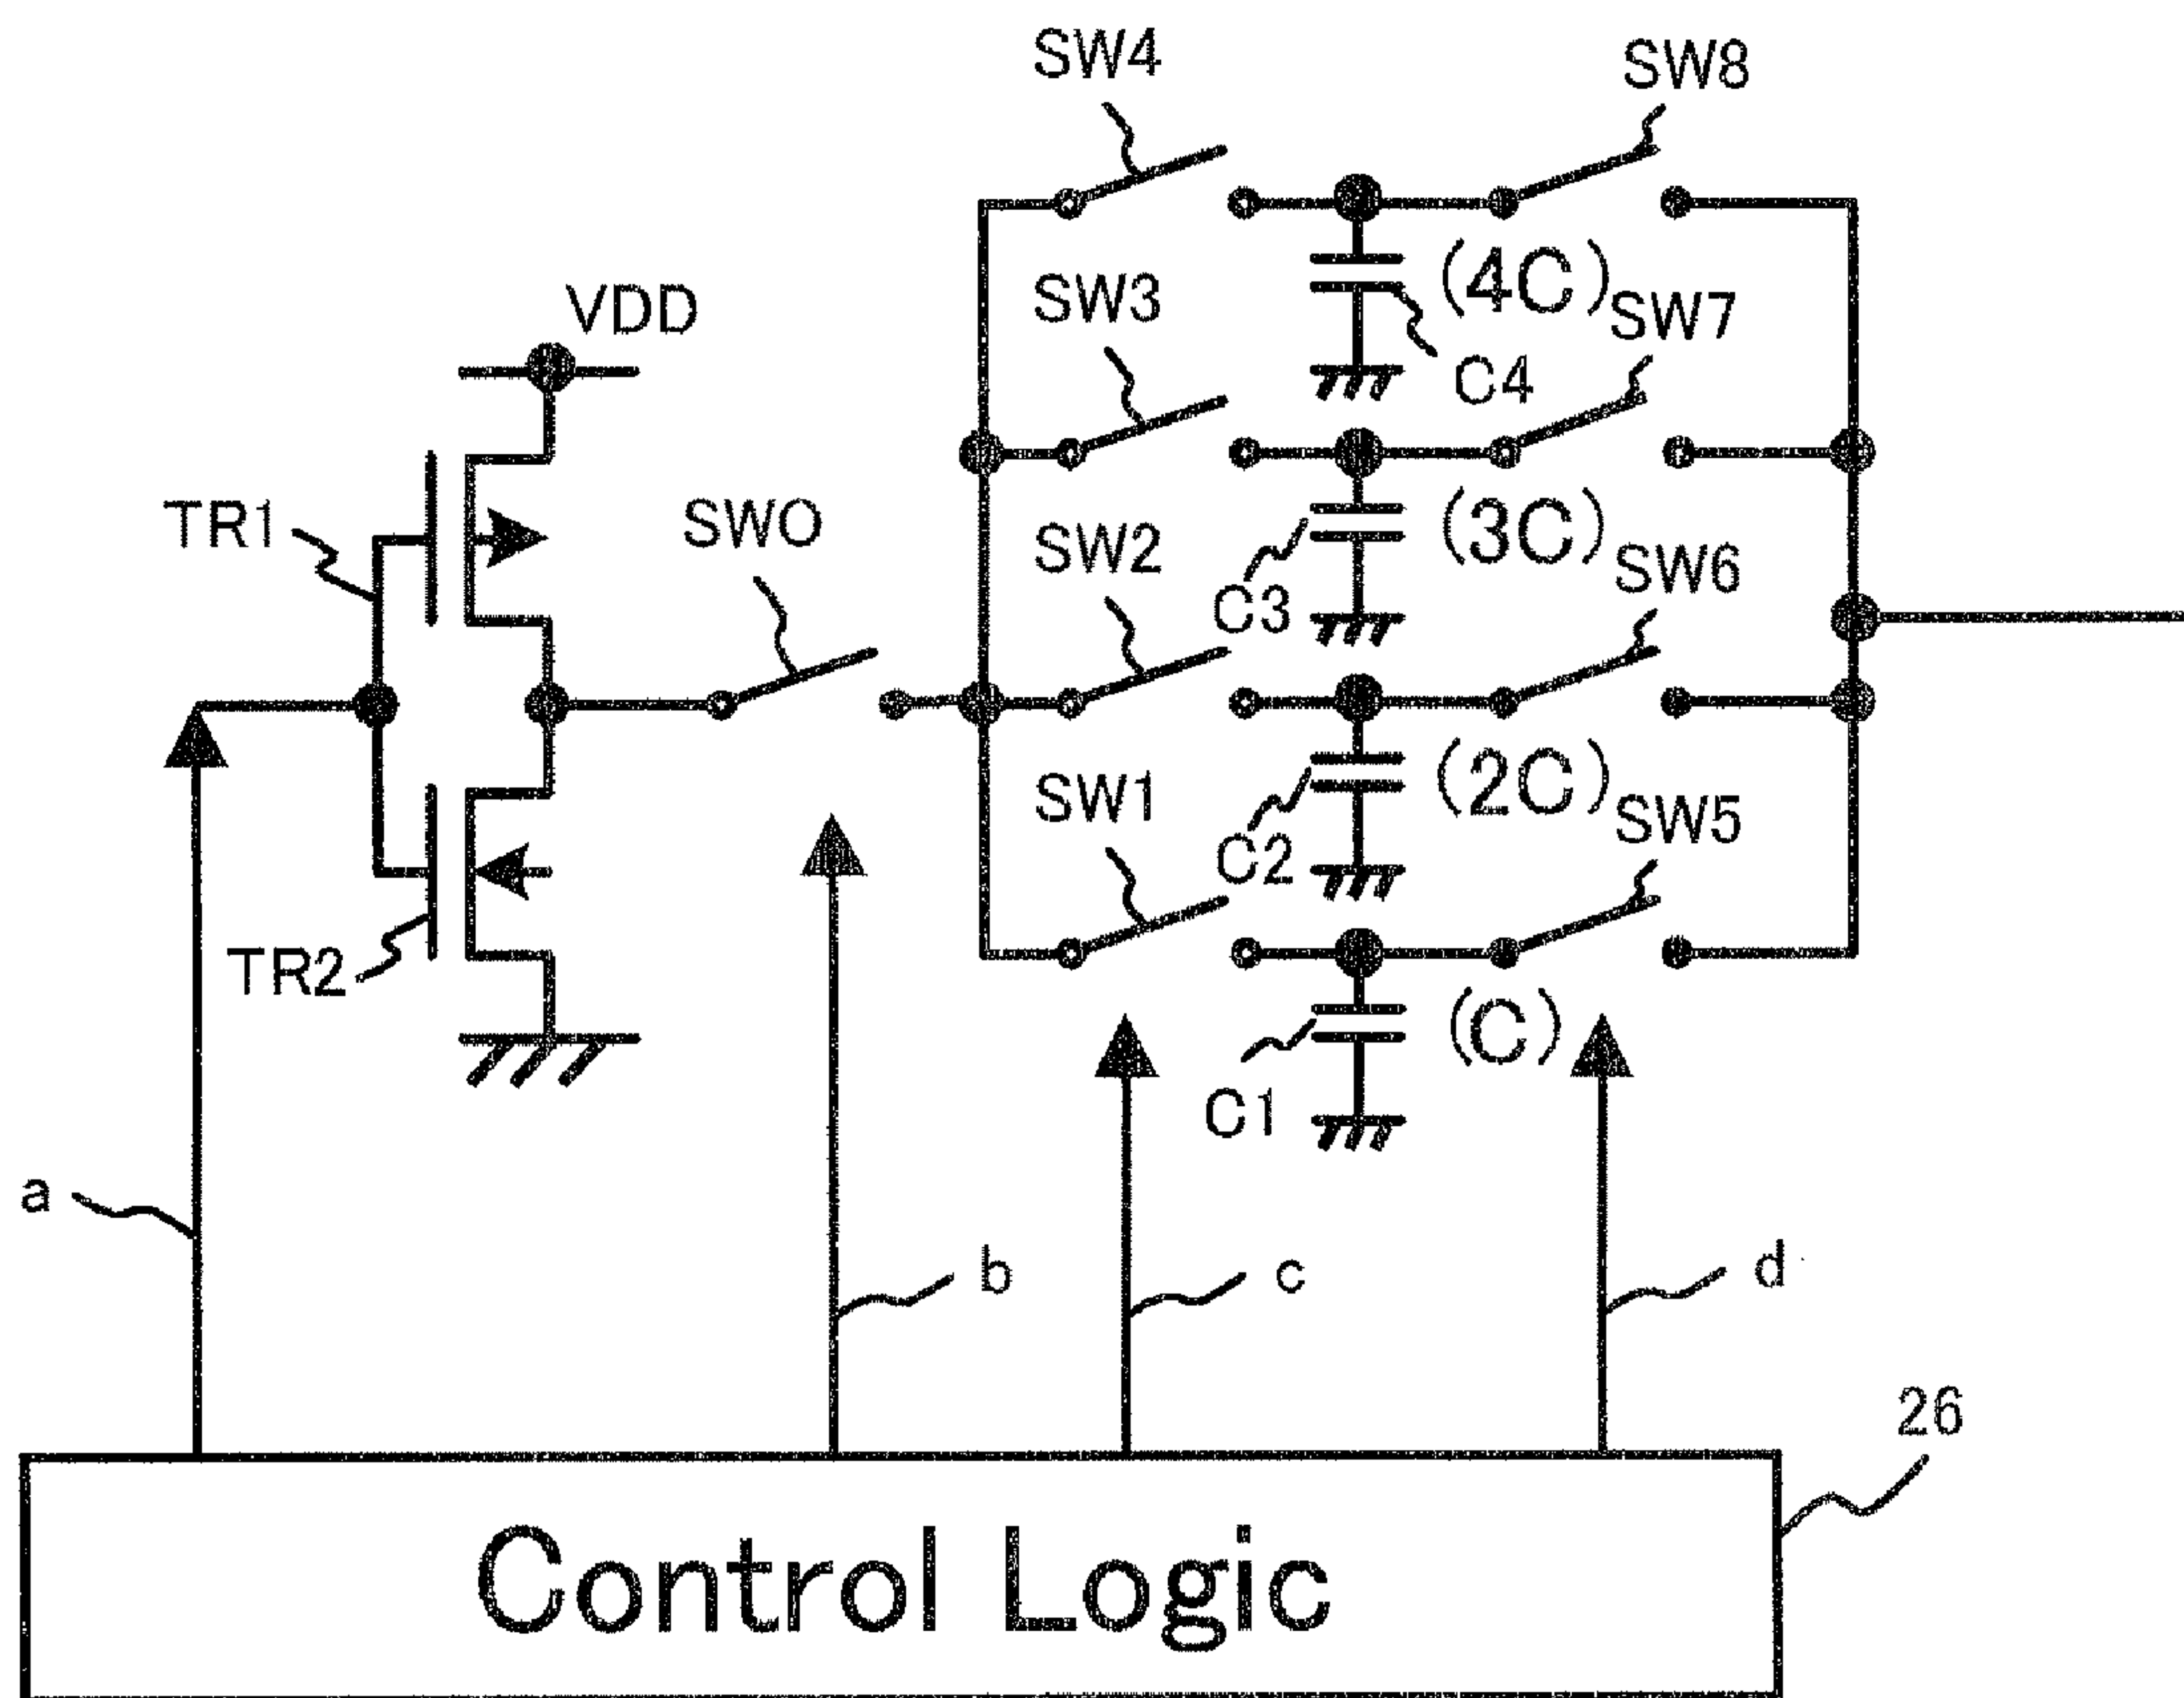 SW4
SW8
(4C)
SW3
SW7
VDD
C4
TR1
SWO
SW2
(3C)
SW6
C3
SW1
(2C)
SW5
C2
TR2
(C)
C1
a
b
c
d
26
Control Logic